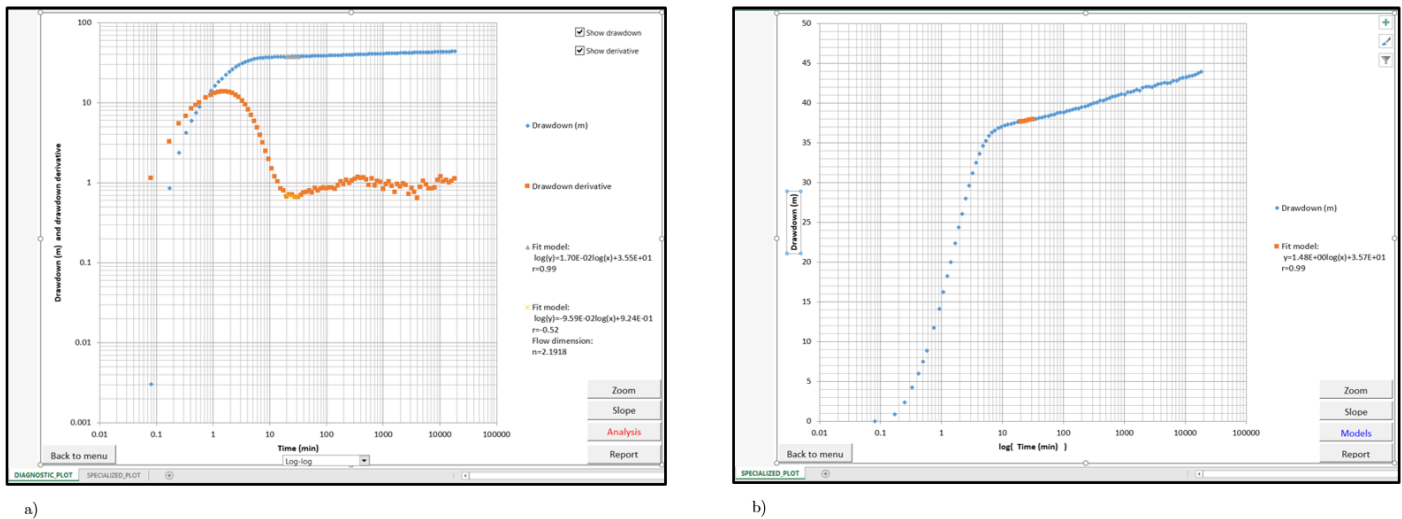 100
10
1
0.1
0.01
0.001
Drawdown (m) and drawdown derivative
0.01
0.1
1
10
100
1000
10000
100000
Time (min)
Show drawdown
Show derivative
Drawdown (m)
Drawdown derivative
Fit model:
log(y)=1.70E-02log(x)+3.55E+01
r=0.99
Fit model:
log(y)=-9.59E-02log(x)+9.24E-01
r=-0.52
Flow dimension:
n=2.1918
Zoom
Slope
Analysis
Report
Back to menu
Log-log
DIAGNOSTIC_PLOT SPECIALIZED_PLOT
a)
50
45
40
35
30
25
20
15
10
5
0
Drawdown (m)
0.01
0.1
1
10
100
1000
10000
100000
log( Time (min) )
Drawdown (m)
Fit model:
y=1.48E+00log(x)+3.57E+01
r=0.99
Zoom
Slope
Models
Report
Back to menu
SPECIALIZED_PLOT
b)